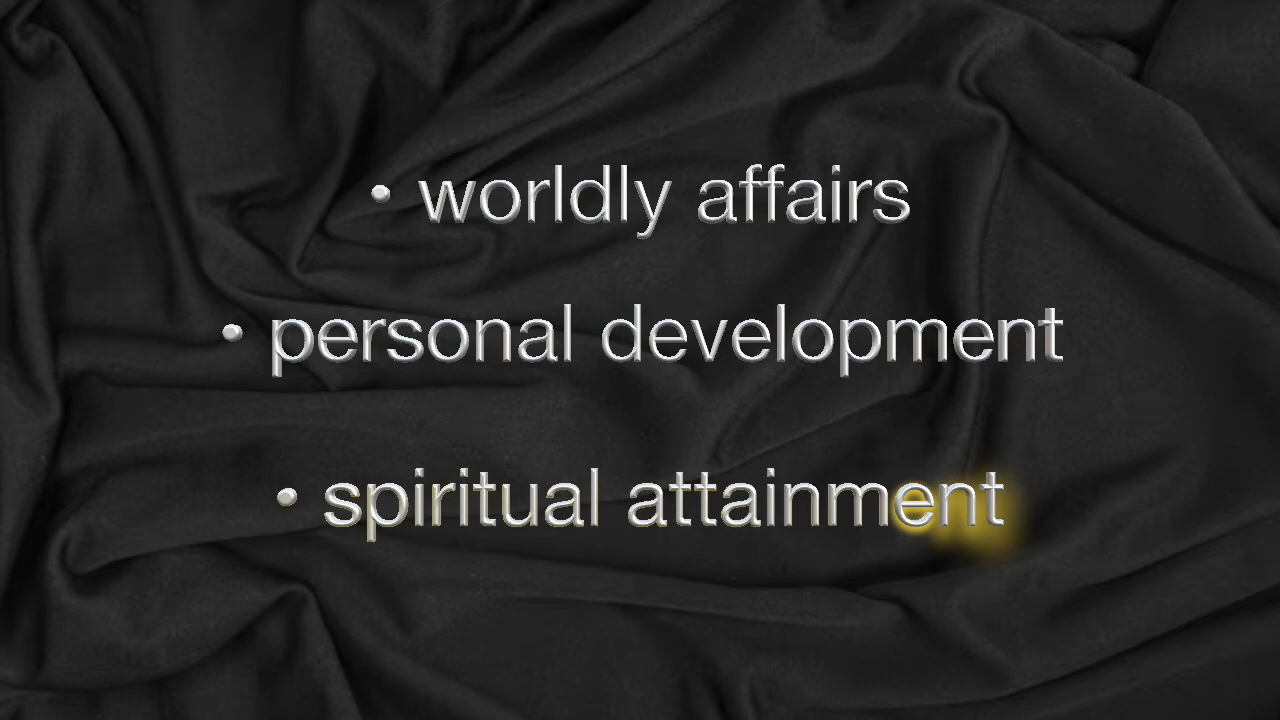 • worldly affairs
• personal development
• spiritual attainment